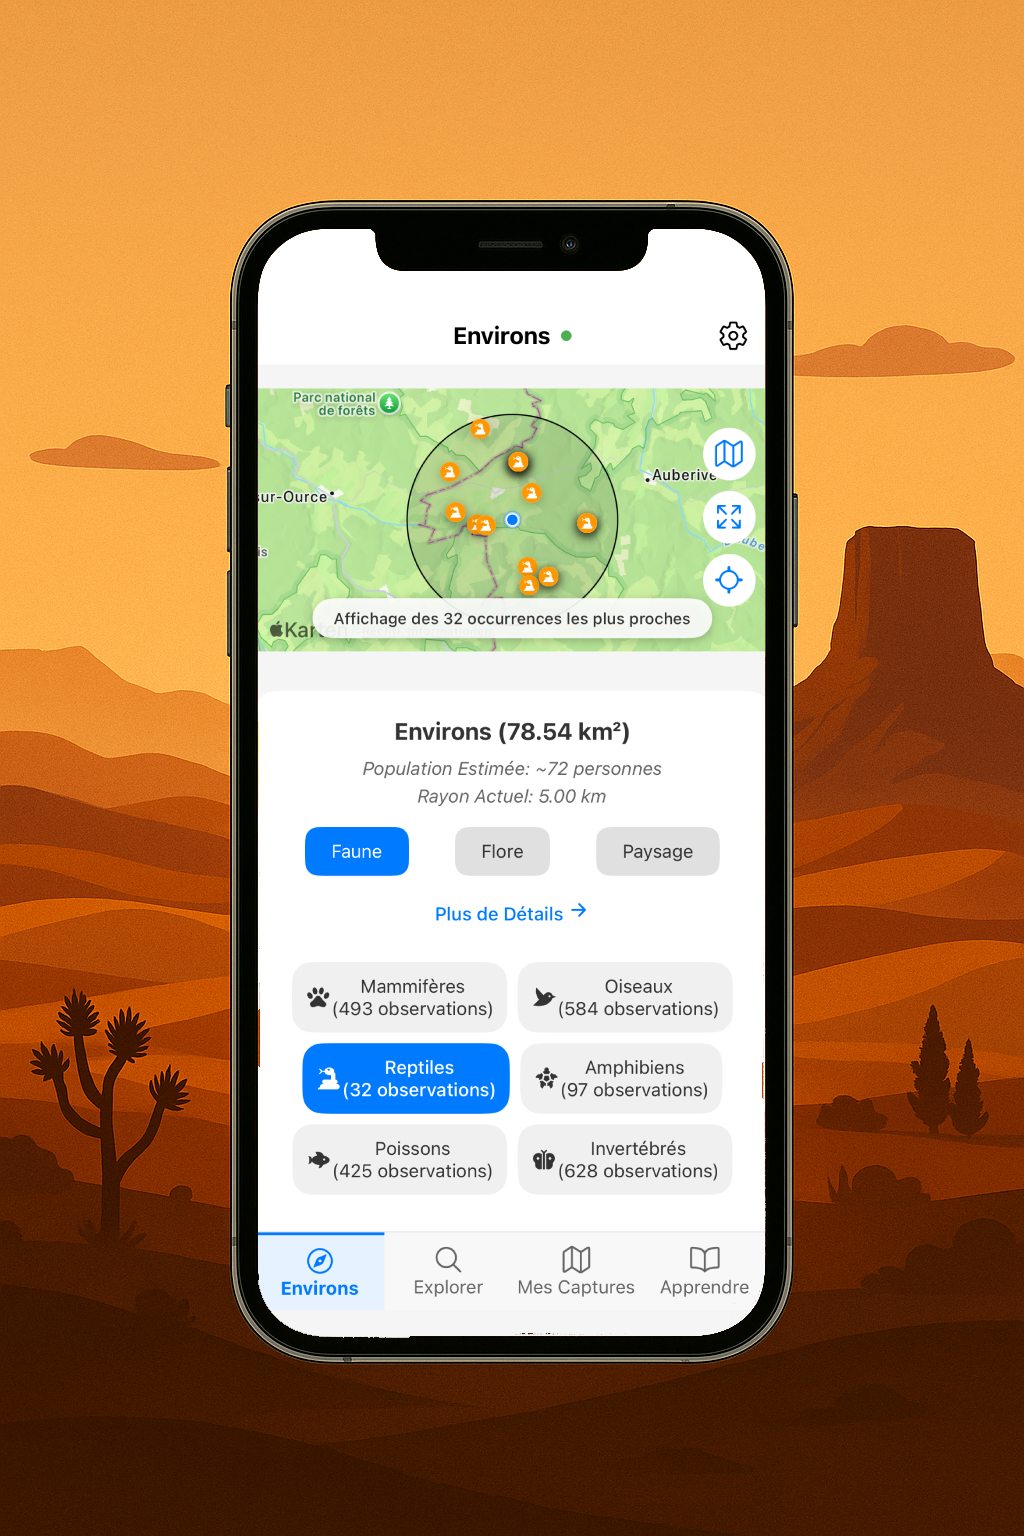 Environs
Parc national
de forêts
sur-Ource
Auberive
is
Affichage des 32 occurrences les plus proches
Environs (78.54 km²)
Population Estimée: ~72 personnes
Rayon Actuel: 5.00 km
Faune
Flore
Paysage
Plus de Détails →
Mammifères
(493 observations)
Oiseaux
(584 observations)
Reptiles
(32 observations)
Amphibiens
(97 observations)
Poissons
(425 observations)
Invertébrés
(628 observations)
Environs
Explorer
Mes Captures
Apprendre